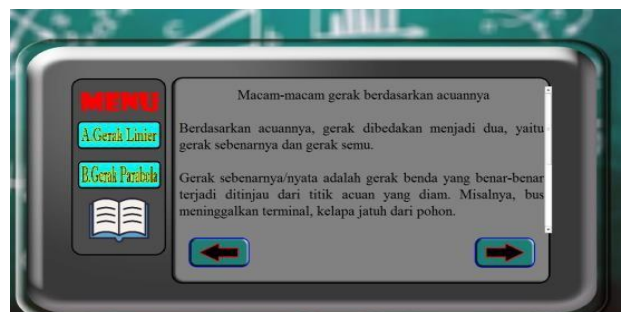 MENU
A.Gerak Linier
B.Gerak Parabola
Macam-macam gerak berdasarkan acuannya
Berdasarkan acuannya, gerak dibedakan menjadi dua, yaitu
gerak sebenarnya dan gerak semu.
Gerak sebenarnya/nyata adalah gerak benda yang benar-benar
terjadi ditinjau dari titik acuan yang diam. Misalnya, bus
meninggalkan terminal, kelapa jatuh dari pohon.